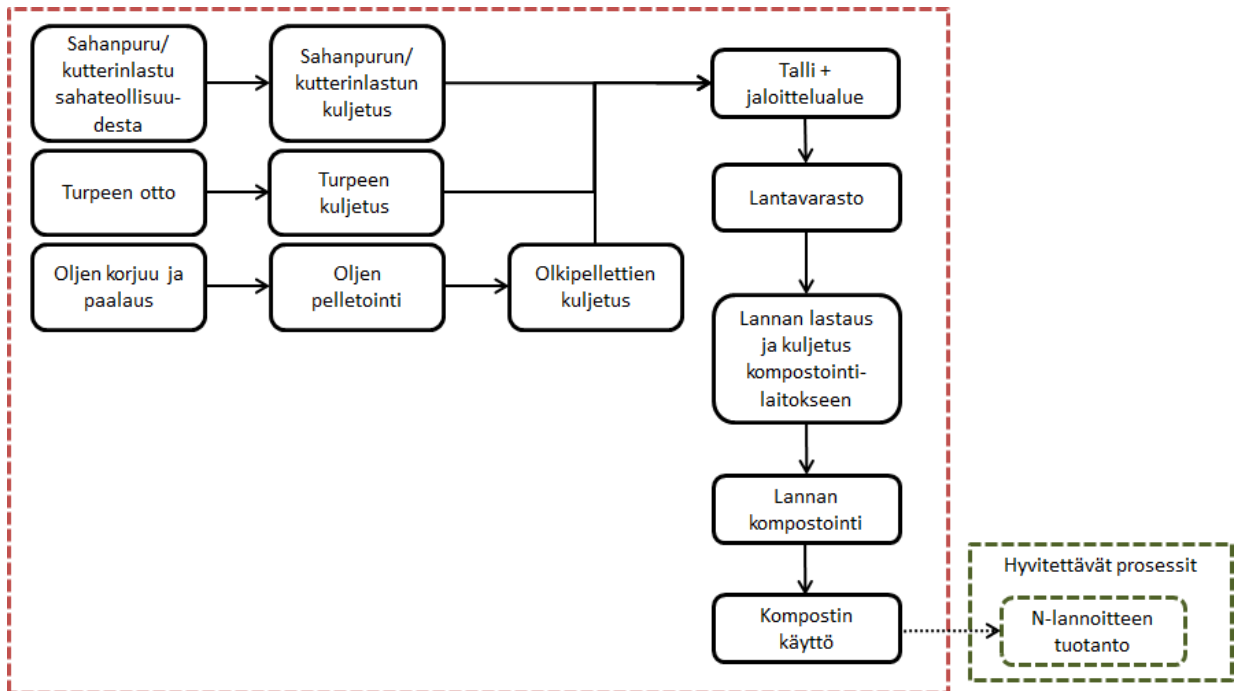 Sahanpuru/
kutterinlastu
sahateollisuu-
desta
Sahanpurun/
kutterinlastun
kuljetus
Talli +
jaloittelualue
Turpeen otto
Turpeen
kuljetus
Lantavarasto
Oljen korjuu ja
paalaus
Oljen
pelletointi
Olkipellettien
kuljetus
Lannan lastaus
ja kuljetus
kompostointi-
laitokseen
Lannan
kompostointi
Kompostin
käyttö
Hyvitettävät prosessit
N-lannoitteen
tuotanto